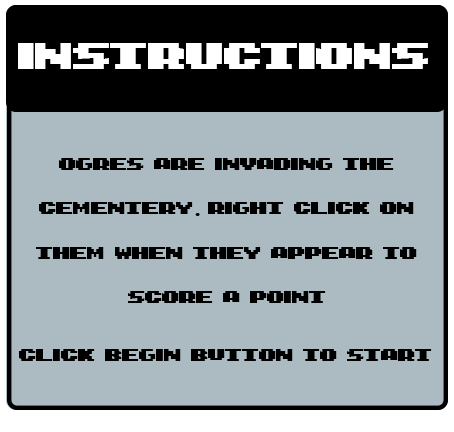 INSTRUCTIONS
OGRES ARE INVADING THE
CEMENTERY. RIGHT CLICK ON
THEM WHEN THEY APPEAR TO
SCORE A POINT
CLICK BEGIN BUTTON TO START